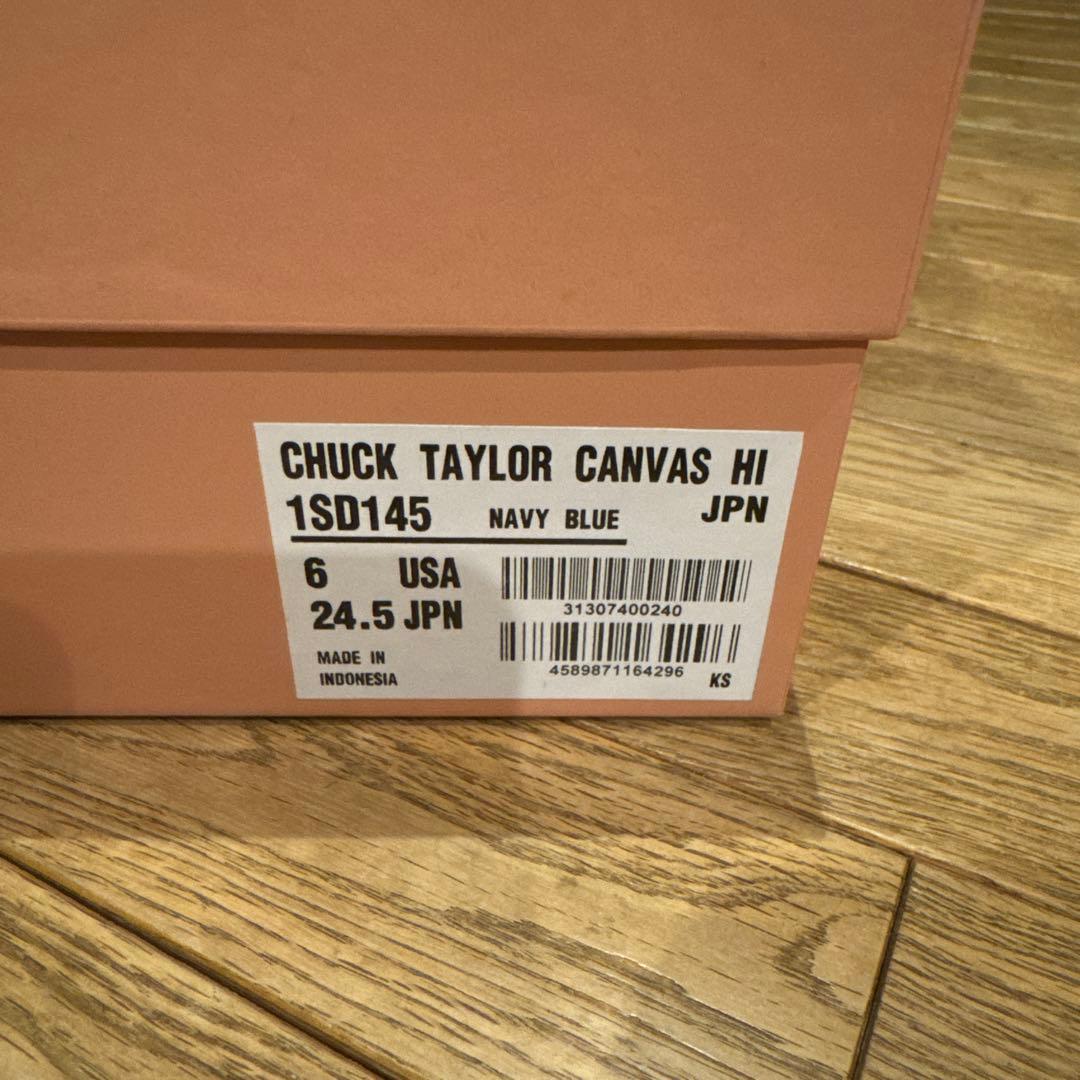 CHUCK TAYLOR CANVAS HI
1SD145 NAVY BLUE JPN
6 USA
24.5 JPN
31307400240
MADE IN
INDONESIA
4589871164296 KS